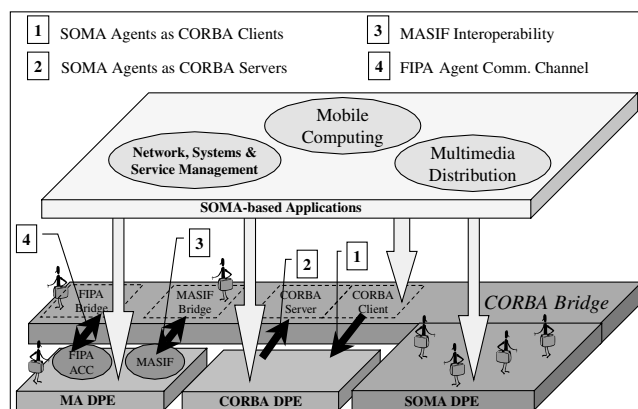 1 SOMA Agents as CORBA Clients
3 MASIF Interoperability
2 SOMA Agents as CORBA Servers
4 FIPA Agent Comm. Channel
Mobile
Computing
Network, Systems &
Service Management
Multimedia
Distribution
SOMA-based Applications
4
3
2
1
FIPA
Bridge
MASIF
Bridge
CORBA
Server
CORBA
Client
CORBA Bridge
FIPA
ACC
MASIF
MA DPE
CORBA DPE
SOMA DPE